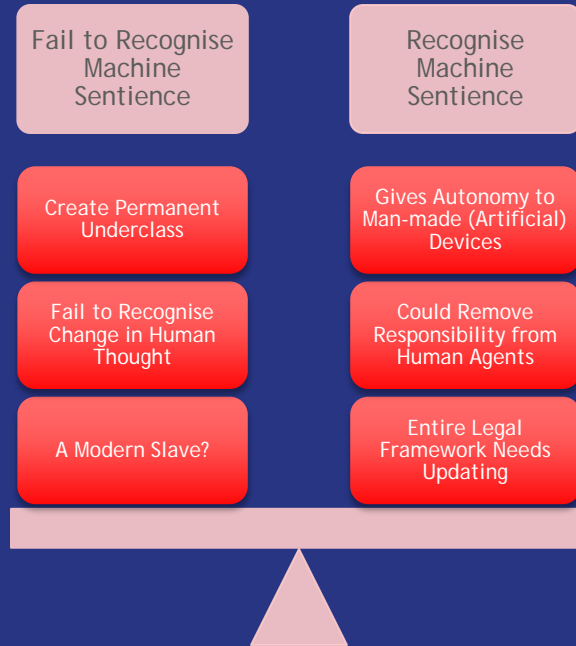 Fail to Recognise
Machine
Sentience
Recognise
Machine
Sentience
Create Permanent
Underclass
Gives Autonomy to
Man-made (Artificial)
Devices
Fail to Recognise
Change in Human
Thought
Could Remove
Responsibility from
Human Agents
A Modern Slave?
Entire Legal
Framework Needs
Updating